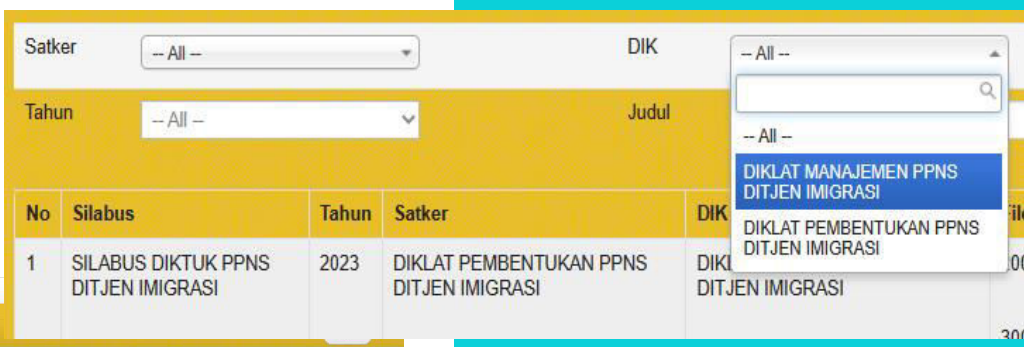 Satker
-- All --
DIK
-- All --
Tahun
-- All --
Judul
-- All --
DIKLAT MANAJEMEN PPNS
DITJEN IMIGRASI
DIKLAT PEMBENTUKAN PPNS
DITJEN IMIGRASI
No Silabus Tahun Satker DIK
1 SILABUS DIKTUK PPNS 2023 DIKLAT PEMBENTUKAN PPNS
DITJEN IMIGRASI DITJEN IMIGRASI DITJEN IMIGRASI